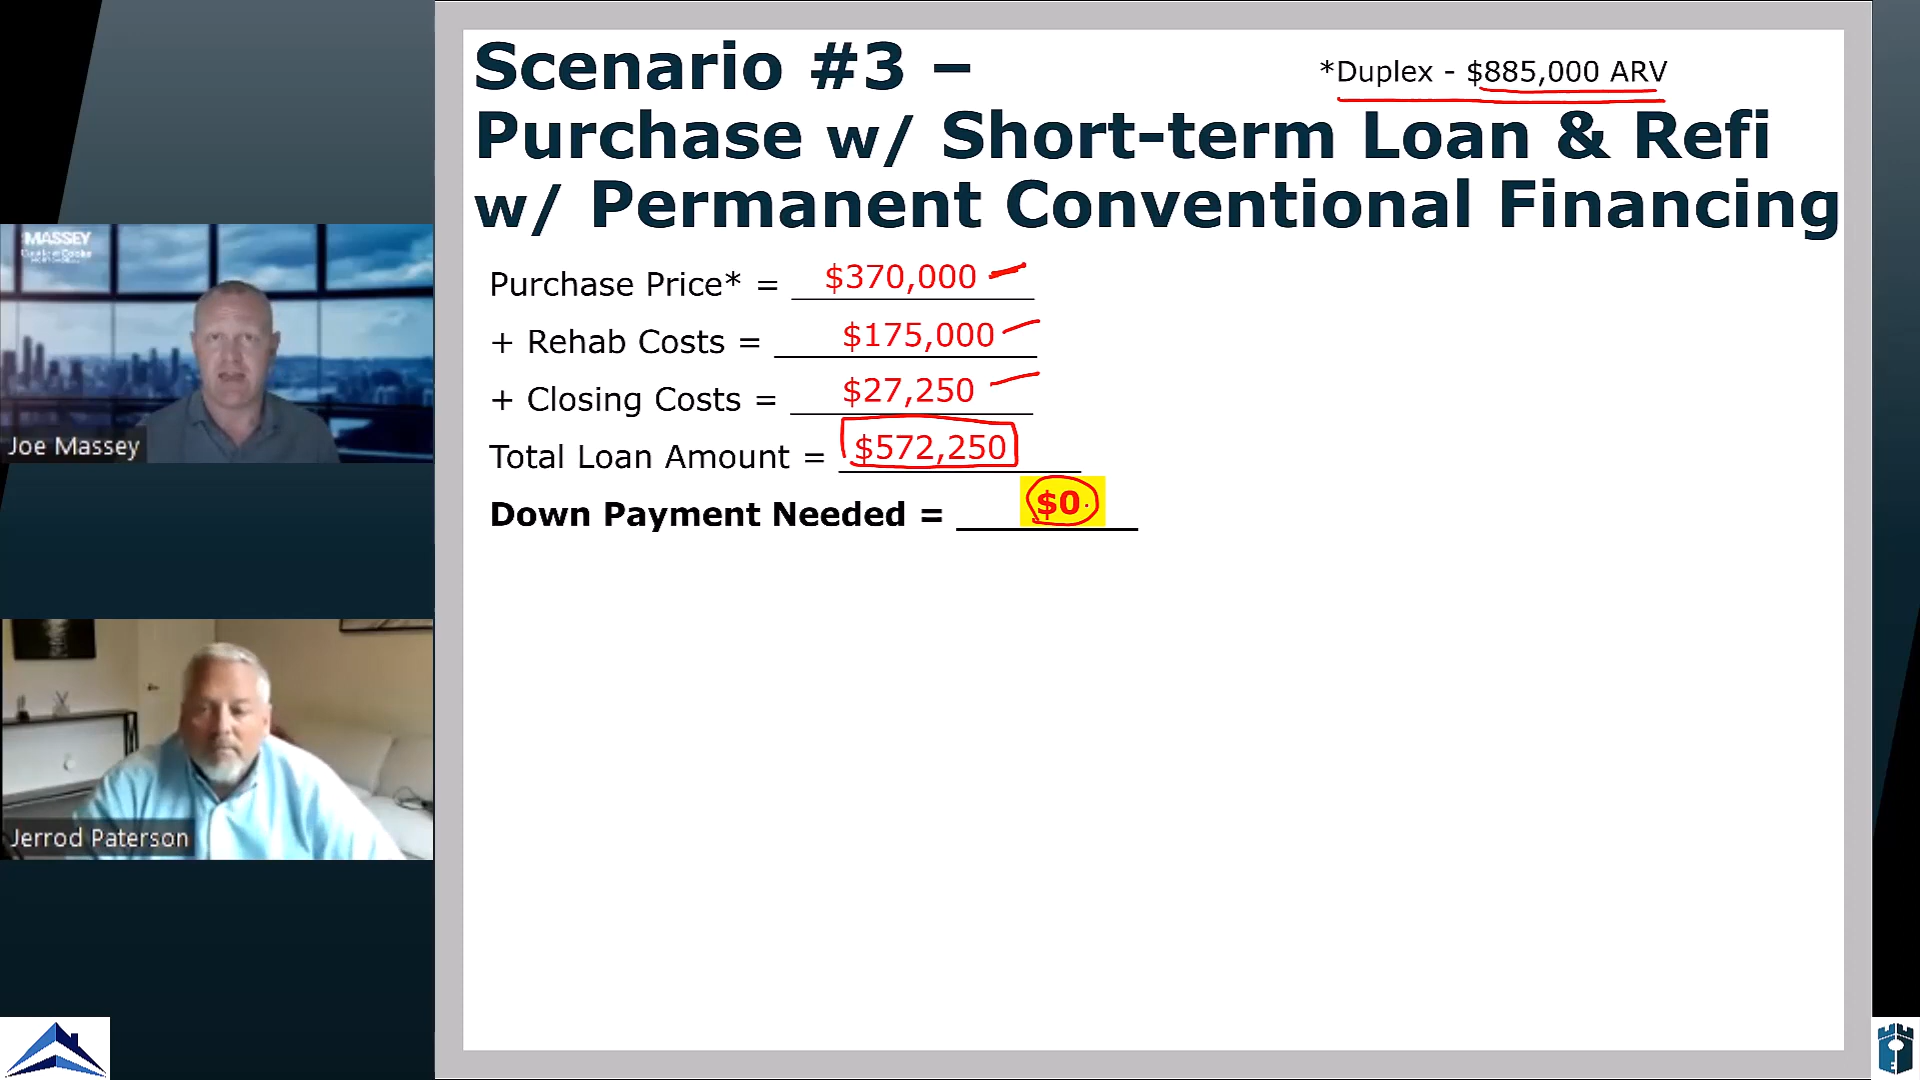 Scenario #3 –
*Duplex - $885,000 ARV
Purchase w/ Short-term Loan & Refi
w/ Permanent Conventional Financing
Purchase Price* = $370,000
+ Rehab Costs = $175,000
+ Closing Costs = $27,250
Total Loan Amount = $572,250
Down Payment Needed = $0
MASSEY
Joe Massey
Jerrod Paterson